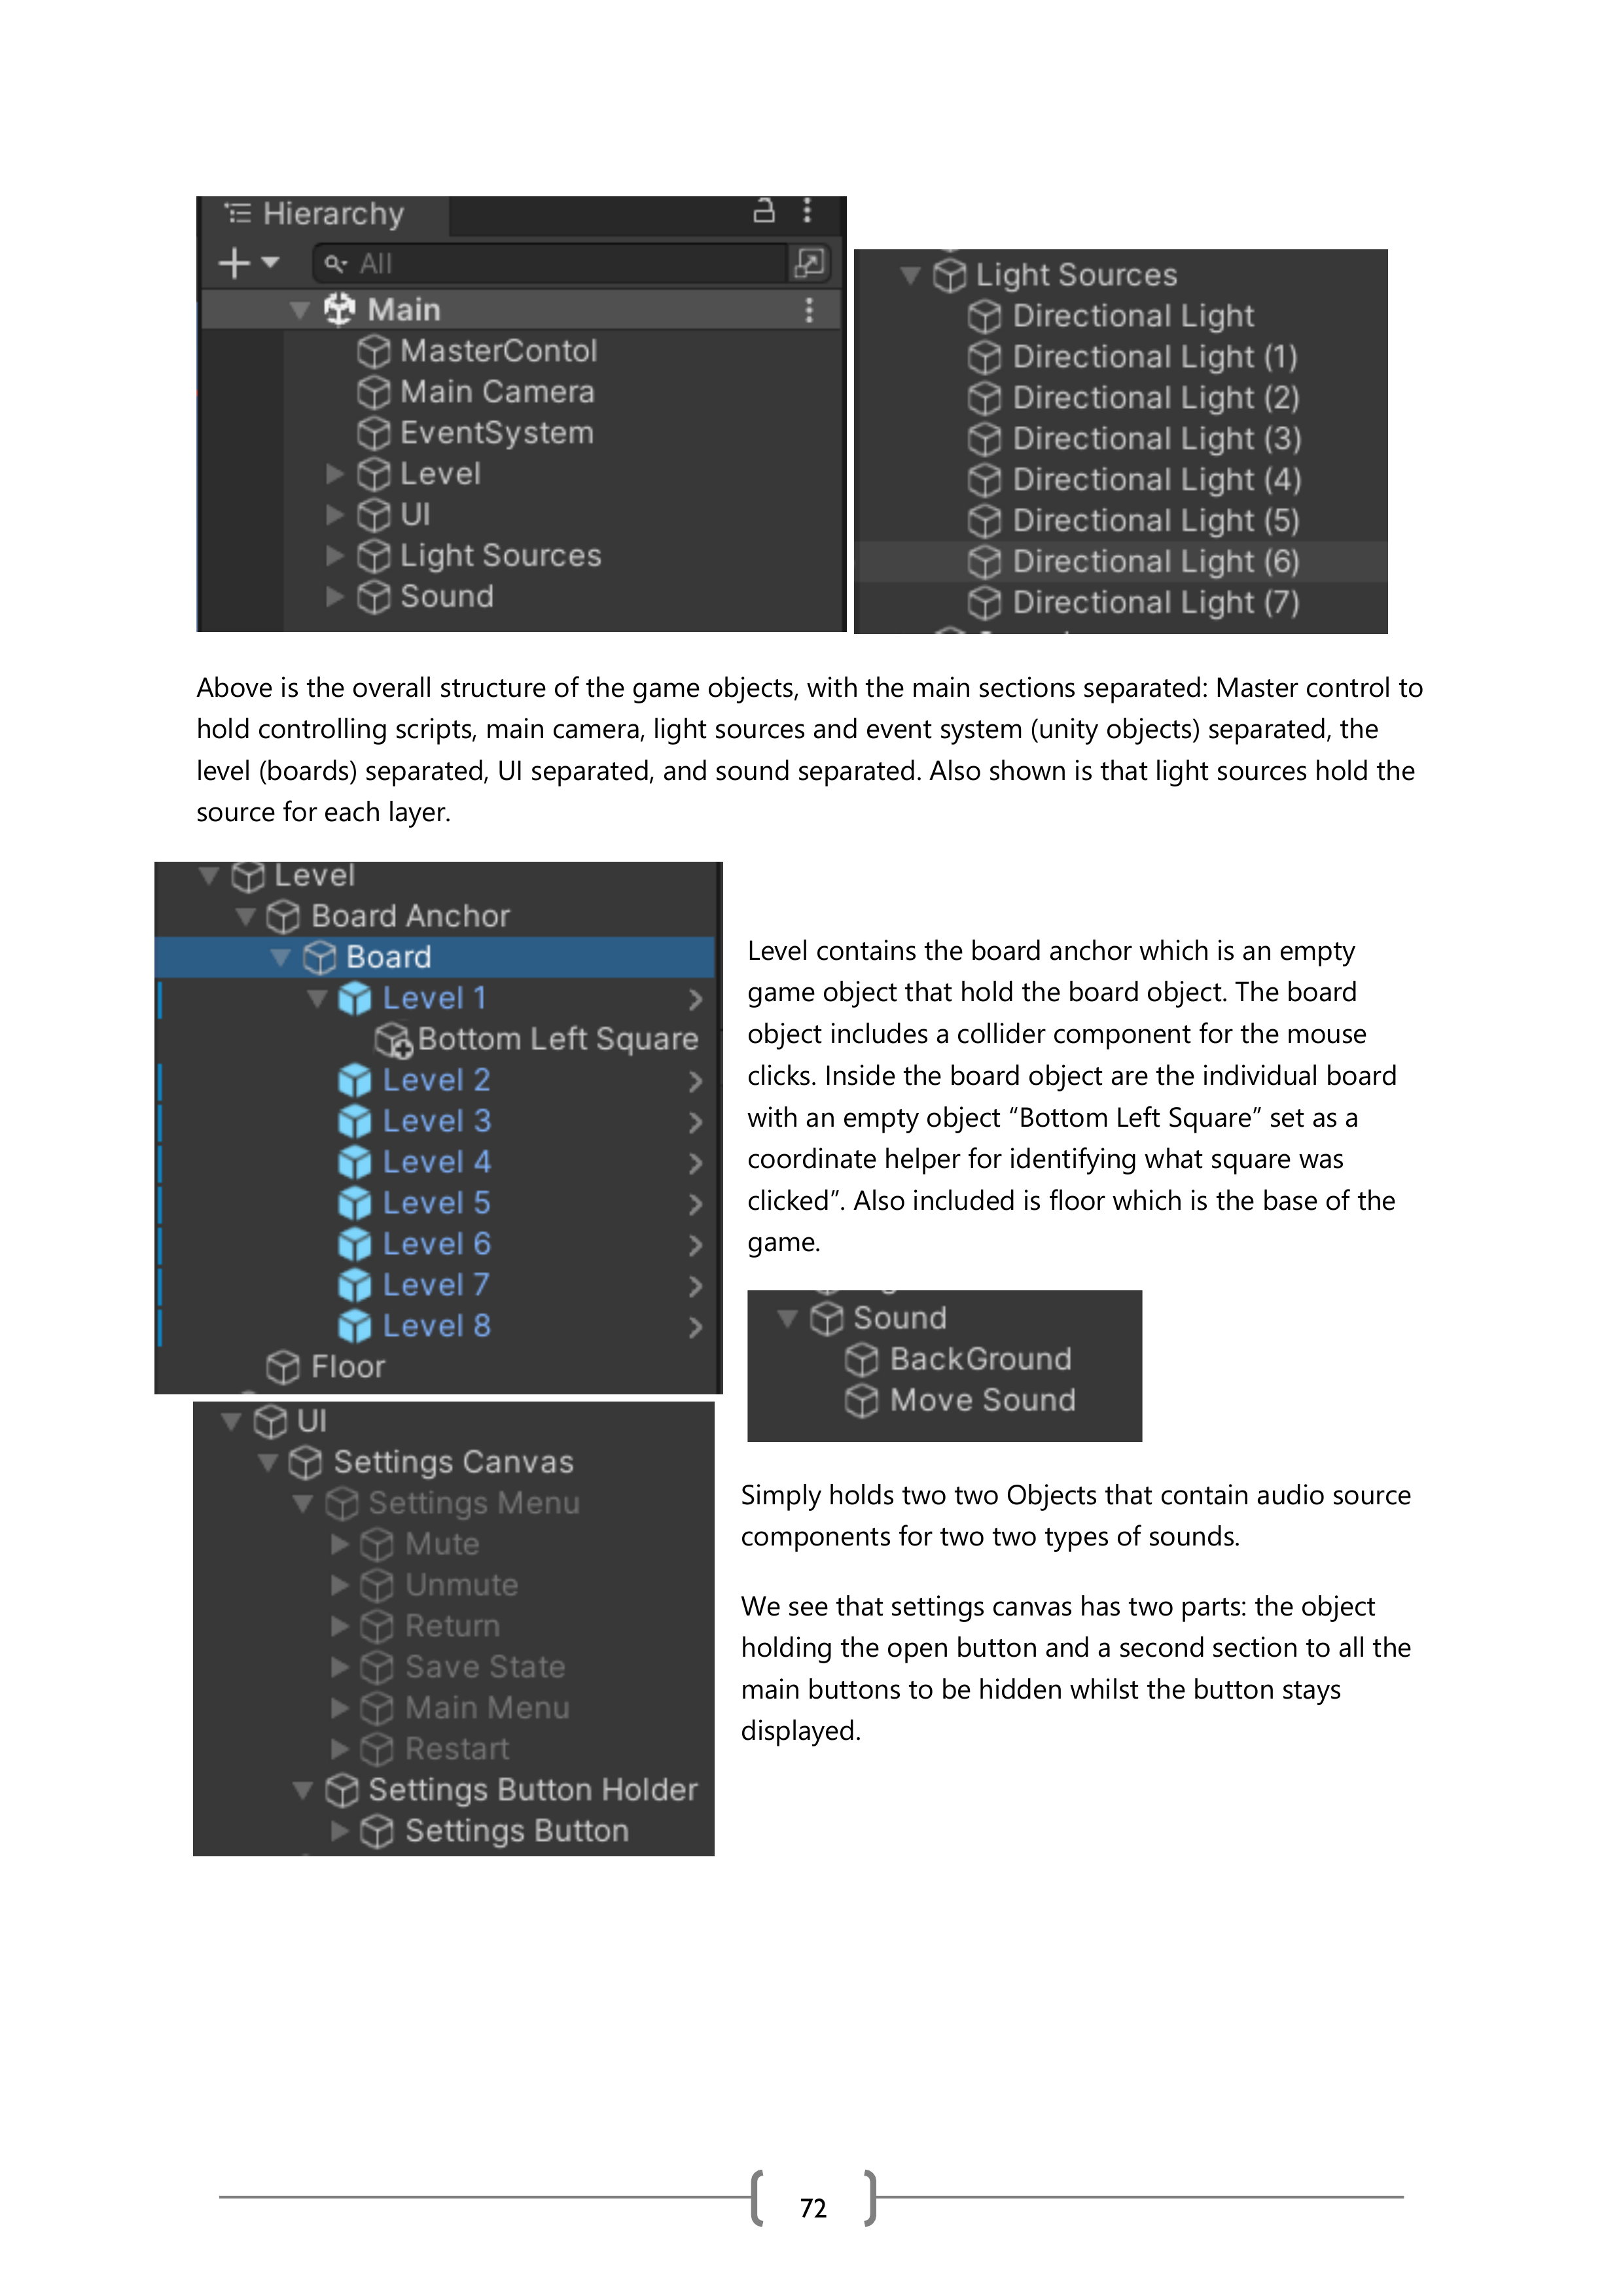 Hierarchy
All
Main
MasterContol
Main Camera
EventSystem
Level
UI
Light Sources
Sound
Light Sources
Directional Light
Directional Light (1)
Directional Light (2)
Directional Light (3)
Directional Light (4)
Directional Light (5)
Directional Light (6)
Directional Light (7)
Above is the overall structure of the game objects, with the main sections separated: Master control to
hold controlling scripts, main camera, light sources and event system (unity objects) separated, the
level (boards) separated, UI separated, and sound separated. Also shown is that light sources hold the
source for each layer.
Level
Board Anchor
Board
Level 1
Bottom Left Square
Level 2
Level 3
Level 4
Level 5
Level 6
Level 7
Level 8
Floor
Level contains the board anchor which is an empty
game object that hold the board object. The board
object includes a collider component for the mouse
clicks. Inside the board object are the individual board
with an empty object “Bottom Left Square” set as a
coordinate helper for identifying what square was
clicked”. Also included is floor which is the base of the
game.
Sound
BackGround
Move Sound
UI
Settings Canvas
Settings Menu
Mute
Unmute
Return
Save State
Main Menu
Restart
Settings Button Holder
Settings Button
Simply holds two two Objects that contain audio source
components for two two types of sounds.
We see that settings canvas has two parts: the object
holding the open button and a second section to all the
main buttons to be hidden whilst the button stays
displayed.
72